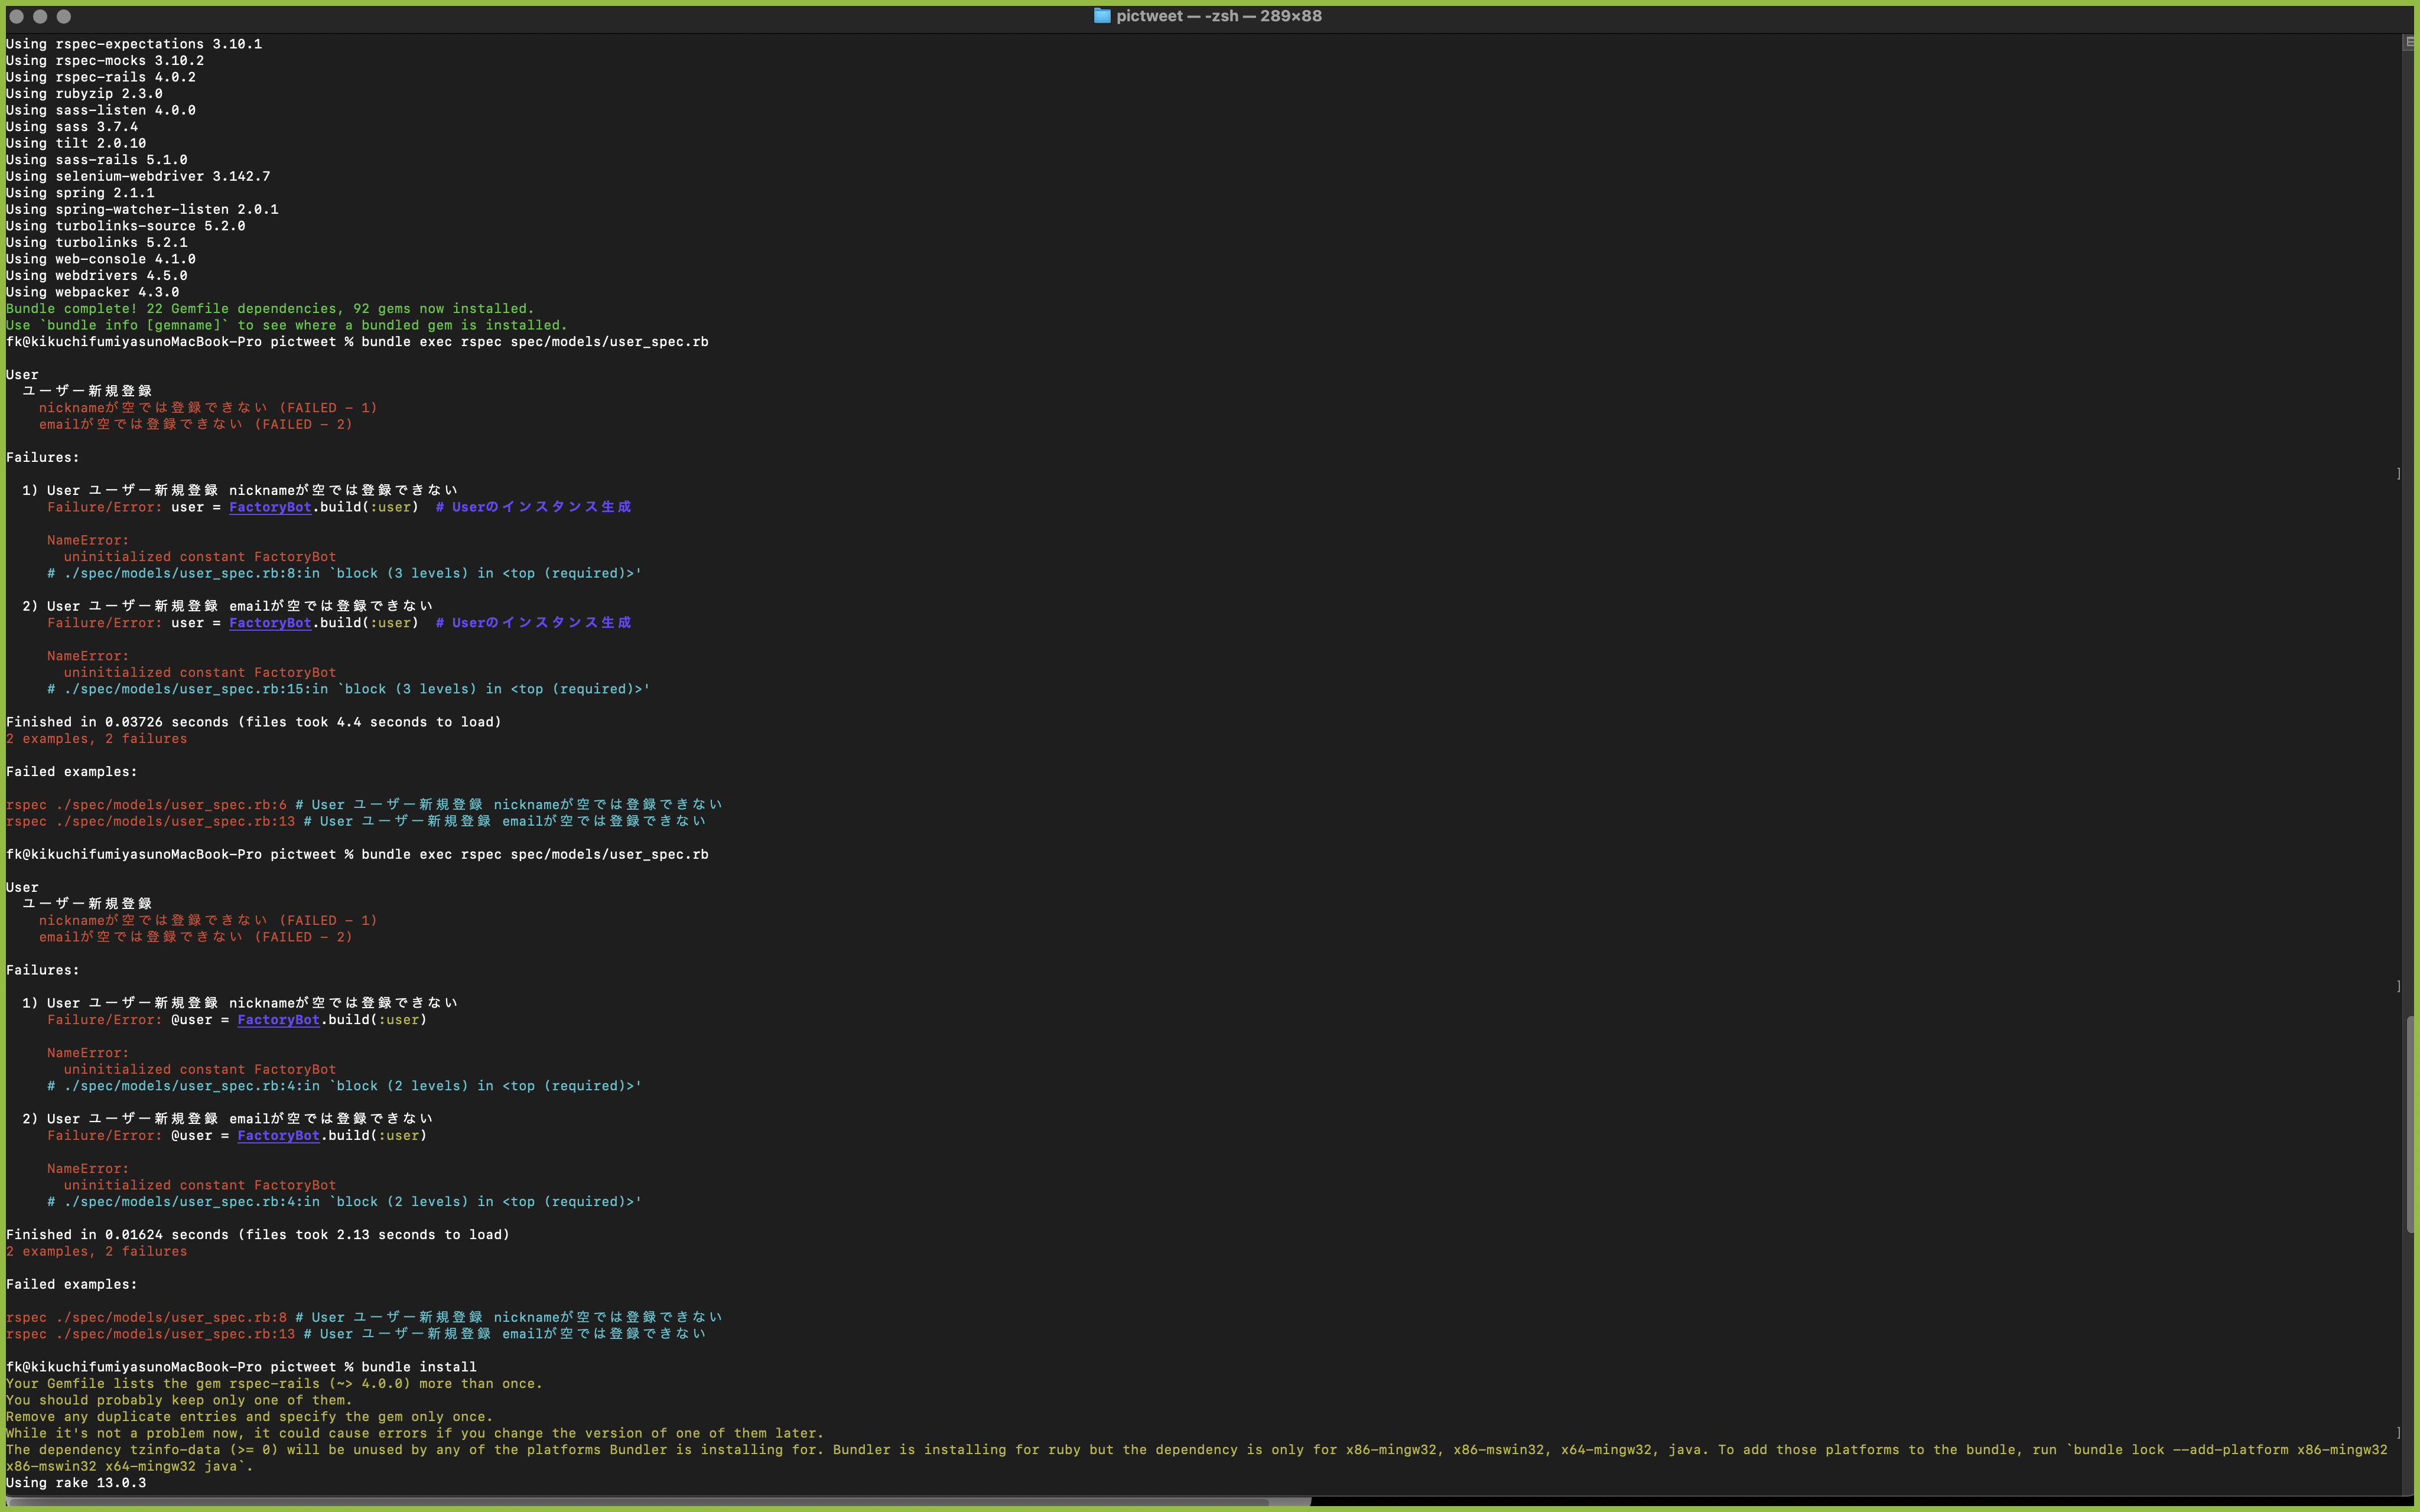 pictweet — -zsh — 289×88
Using rspec-expectations 3.10.1
Using rspec-mocks 3.10.2
Using rspec-rails 4.0.2
Using rubyzip 2.3.0
Using sass-listen 4.0.0
Using sass 3.7.4
Using tilt 2.0.10
Using sass-rails 5.1.0
Using selenium-webdriver 3.142.7
Using spring 2.1.1
Using spring-watcher-listen 2.0.1
Using turbolinks-source 5.2.0
Using turbolinks 5.2.1
Using web-console 4.1.0
Using webdrivers 4.5.0
Using webpacker 4.3.0
Bundle complete! 22 Gemfile dependencies, 92 gems now installed.
Use `bundle info [gemname]` to see where a bundled gem is installed.
fk@kikuchifumiyasunoMacBook-Pro pictweet % bundle exec rspec spec/models/user_spec.rb
User
ユーザー新規登録
nicknameが空では登録できない (FAILED - 1)
emailが空では登録できない (FAILED - 2)
Failures:
]
1) User ユーザー新規登録 nicknameが空では登録できない
Failure/Error: user = FactoryBot.build(:user)  # Userのインスタンス生成
NameError:
uninitialized constant FactoryBot
# ./spec/models/user_spec.rb:8:in `block (3 levels) in <top (required)>'
2) User ユーザー新規登録 emailが空では登録できない
Failure/Error: user = FactoryBot.build(:user)  # Userのインスタンス生成
NameError:
uninitialized constant FactoryBot
# ./spec/models/user_spec.rb:15:in `block (3 levels) in <top (required)>'
Finished in 0.03726 seconds (files took 4.4 seconds to load)
2 examples, 2 failures
Failed examples:
rspec ./spec/models/user_spec.rb:6 # User ユーザー新規登録 nicknameが空では登録できない
rspec ./spec/models/user_spec.rb:13 # User ユーザー新規登録 emailが空では登録できない
fk@kikuchifumiyasunoMacBook-Pro pictweet % bundle exec rspec spec/models/user_spec.rb
User
ユーザー新規登録
nicknameが空では登録できない (FAILED - 1)
emailが空では登録できない (FAILED - 2)
Failures:
]
1) User ユーザー新規登録 nicknameが空では登録できない
Failure/Error: @user = FactoryBot.build(:user)
NameError:
uninitialized constant FactoryBot
# ./spec/models/user_spec.rb:4:in `block (2 levels) in <top (required)>'
2) User ユーザー新規登録 emailが空では登録できない
Failure/Error: @user = FactoryBot.build(:user)
NameError:
uninitialized constant FactoryBot
# ./spec/models/user_spec.rb:4:in `block (2 levels) in <top (required)>'
Finished in 0.01624 seconds (files took 2.13 seconds to load)
2 examples, 2 failures
Failed examples:
rspec ./spec/models/user_spec.rb:8 # User ユーザー新規登録 nicknameが空では登録できない
rspec ./spec/models/user_spec.rb:13 # User ユーザー新規登録 emailが空では登録できない
fk@kikuchifumiyasunoMacBook-Pro pictweet % bundle install
Your Gemfile lists the gem rspec-rails (~> 4.0.0) more than once.
You should probably keep only one of them.
Remove any duplicate entries and specify the gem only once.
While it's not a problem now, it could cause errors if you change the version of one of them later.
]
The dependency tzinfo-data (>= 0) will be unused by any of the platforms Bundler is installing for. Bundler is installing for ruby but the dependency is only for x86-mingw32, x86-mswin32, x64-mingw32, java. To add those platforms to the bundle, run `bundle lock --add-platform x86-mingw32
x86-mswin32 x64-mingw32 java`.
Using rake 13.0.3